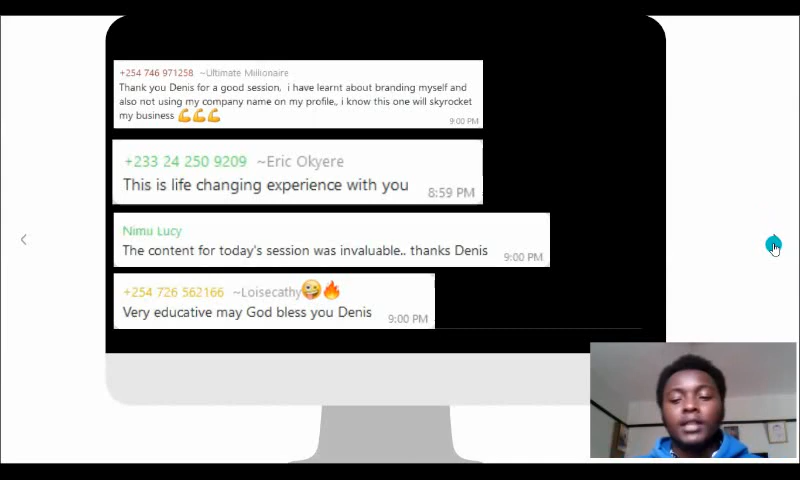 +254 746 971258 ~Ultimate Millionaire
Thank you Denis for a good session, i have learnt about branding myself and
also not using my company name on my profile,, i know this one will skyrocket
my business 💪💪💪
9:00 PM
+233 24 250 9209 ~Eric Okyere
This is life changing experience with you
8:59 PM
Nimu Lucy
The content for today's session was invaluable.. thanks Denis
9:00 PM
+254 726 562166 ~Loisecathy🤪🔥
Very educative may God bless you Denis
9:00 PM